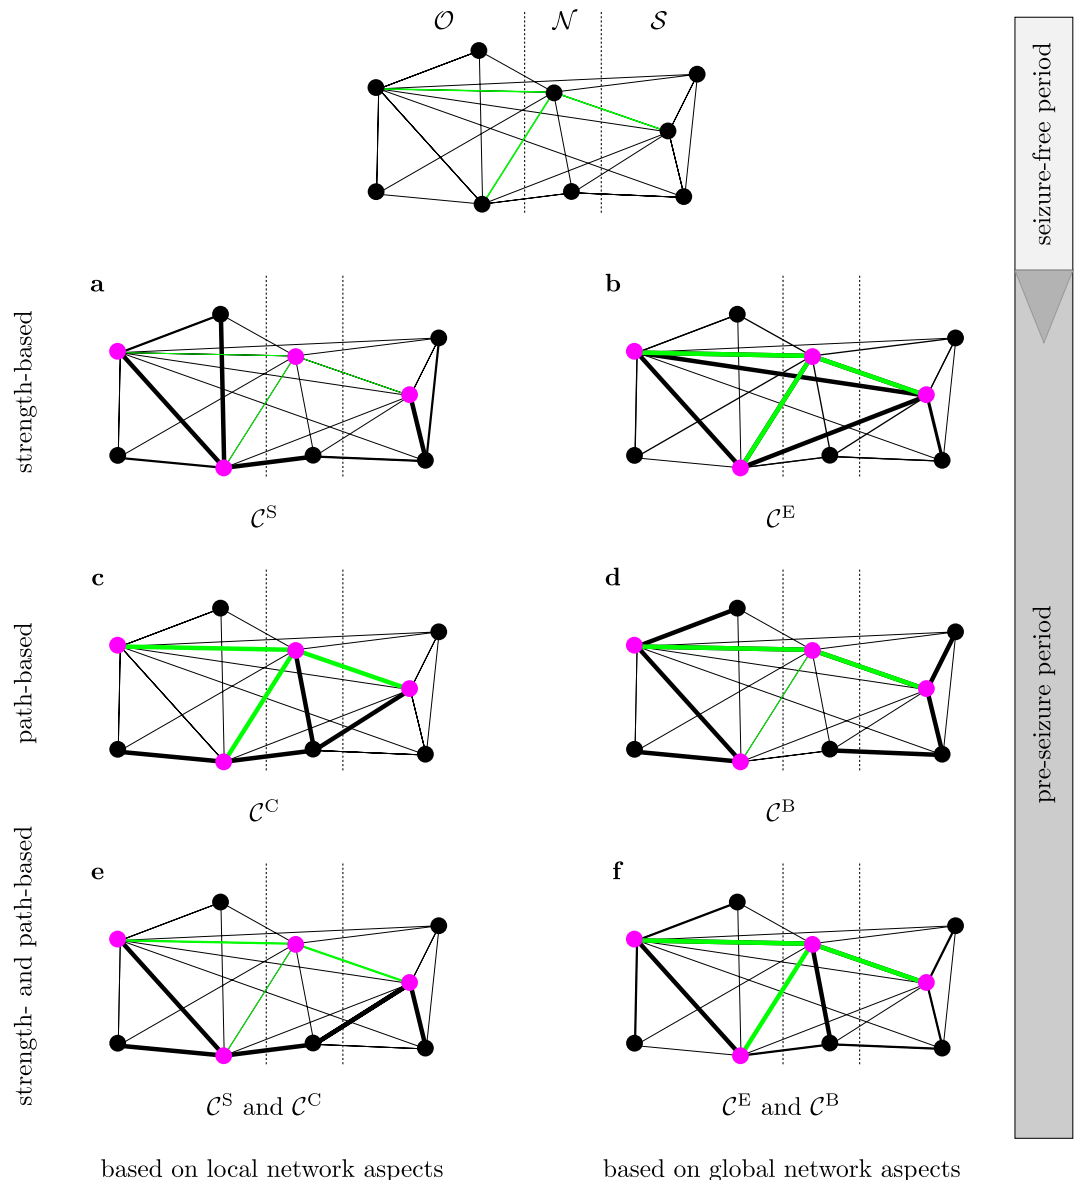 𝒪 𝒩 𝒮
seizure-free period
a
b
strength-based
𝒞^S
𝒞^E
c
d
path-based
pre-seizure period
𝒞^C
𝒞^B
e
f
strength- and path-based
𝒞^S and 𝒞^C
𝒞^E and 𝒞^B
based on local network aspects
based on global network aspects